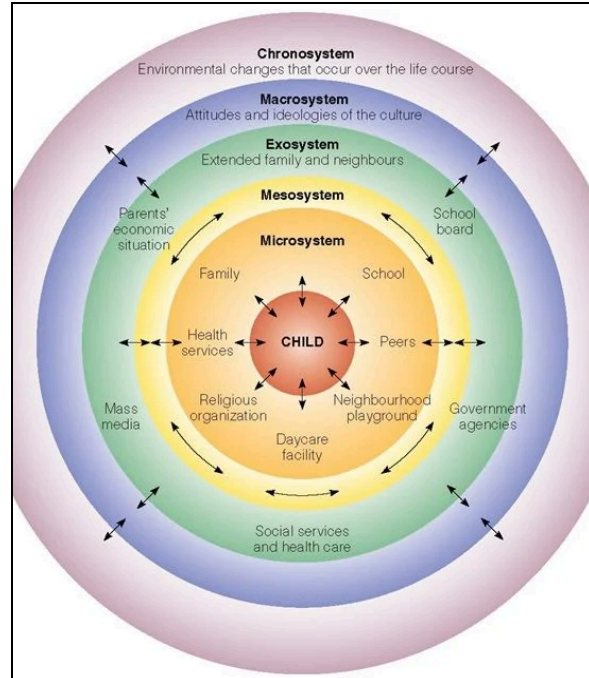 Chronosystem
Environmental changes that occur over the life course
Macrosystem
Attitudes and ideologies of the culture
Exosystem
Extended family and neighbours
Mesosystem
Parents'
economic
situation
School
board
Microsystem
Family
School
Health
services
CHILD
Peers
Religious
organization
Neighbourhood
playground
Mass
media
Government
agencies
Daycare
facility
Social services
and health care